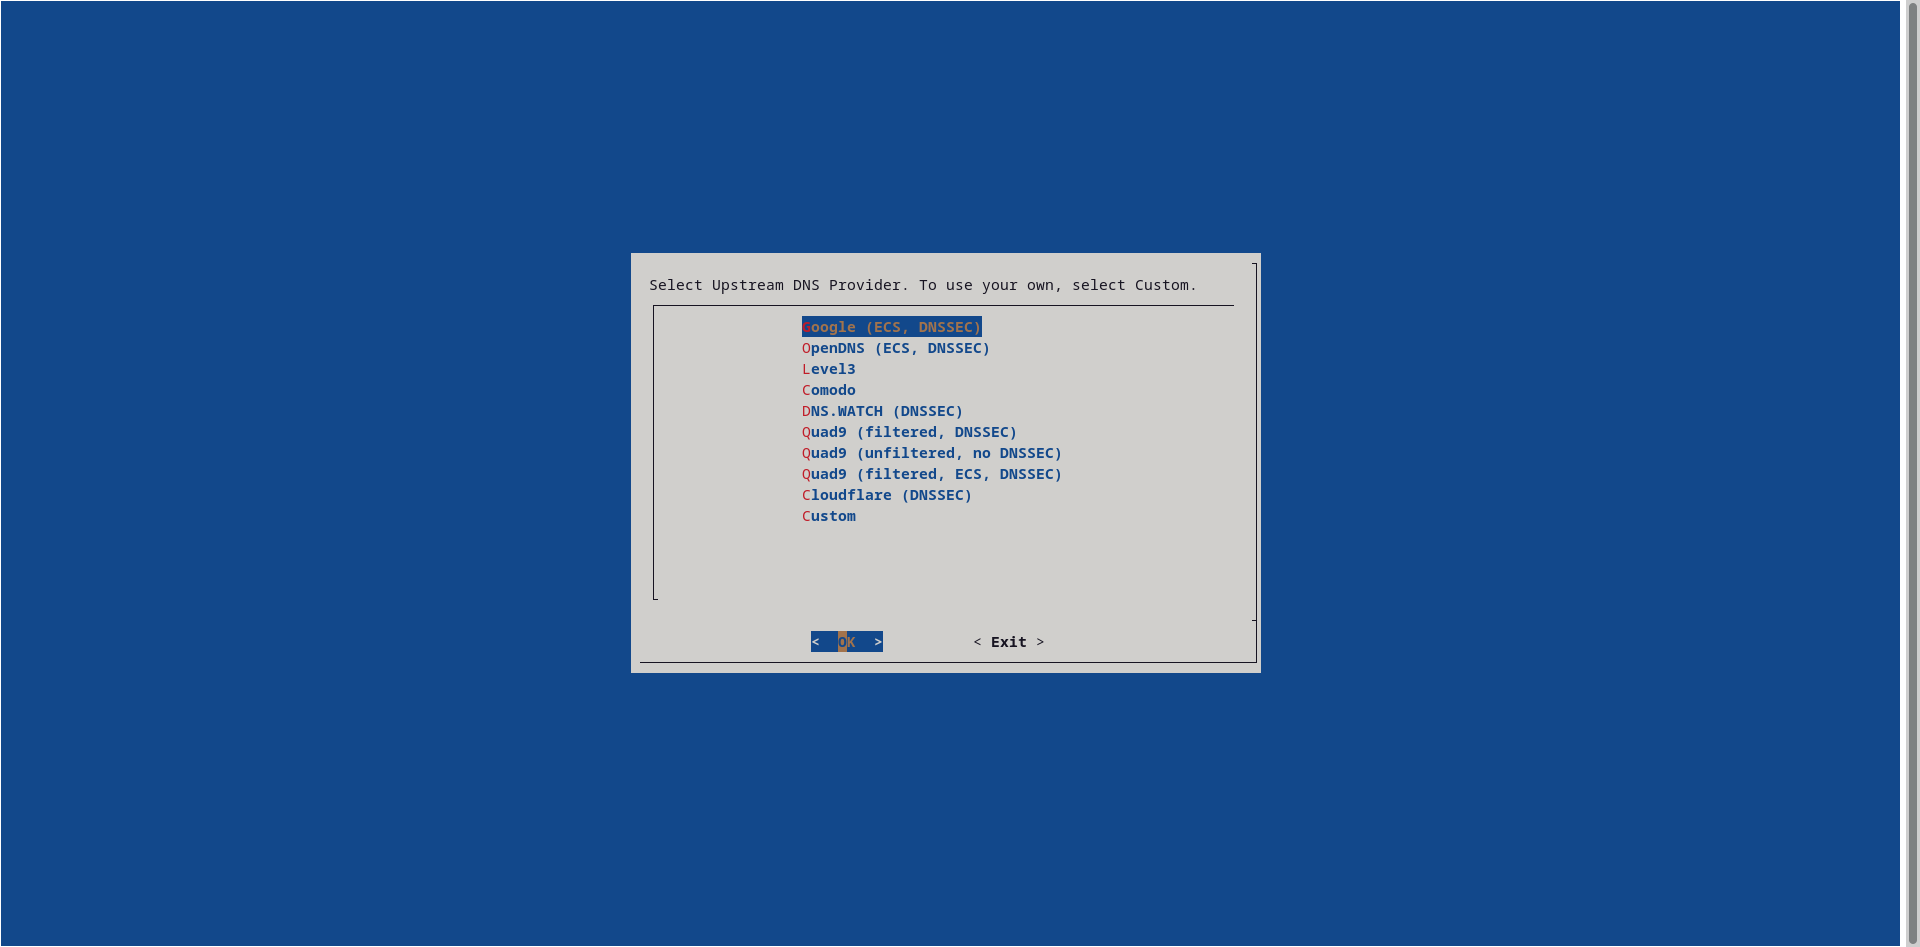 Select Upstream DNS Provider. To use your own, select Custom.
Google (ECS, DNSSEC)
OpenDNS (ECS, DNSSEC)
Level3
Comodo
DNS.WATCH (DNSSEC)
Quad9 (filtered, DNSSEC)
Quad9 (unfiltered, no DNSSEC)
Quad9 (filtered, ECS, DNSSEC)
Cloudflare (DNSSEC)
Custom
<  OK  > < Exit >